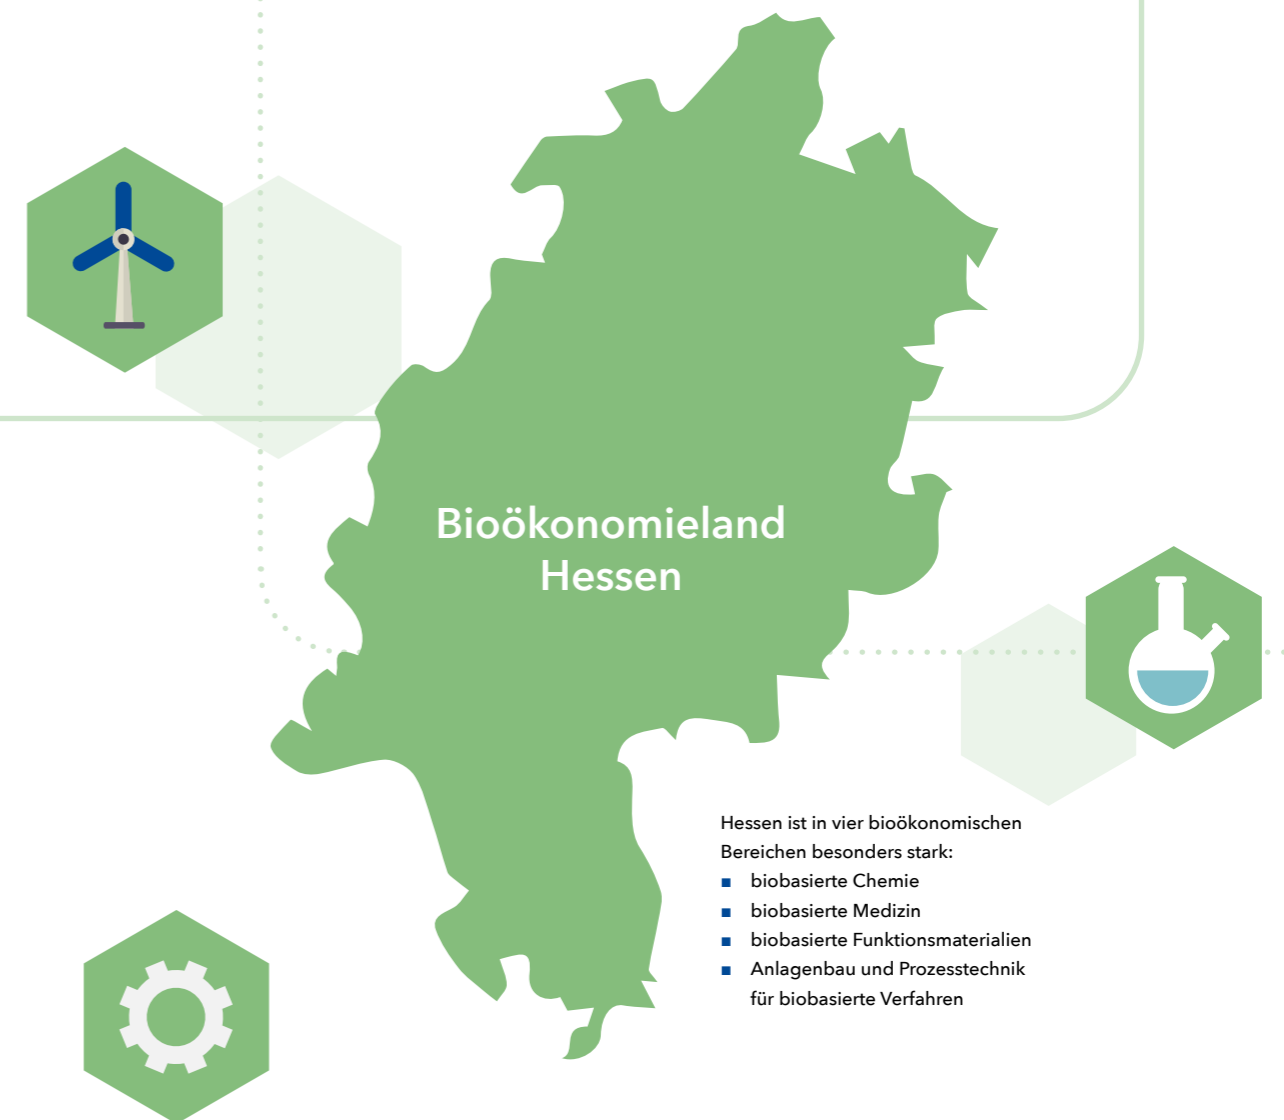 Bioökonomieland
Hessen
Hessen ist in vier bioökonomischen
Bereichen besonders stark:
■ biobasierte Chemie
■ biobasierte Medizin
■ biobasierte Funktionsmaterialien
■ Anlagenbau und Prozesstechnik
für biobasierte Verfahren